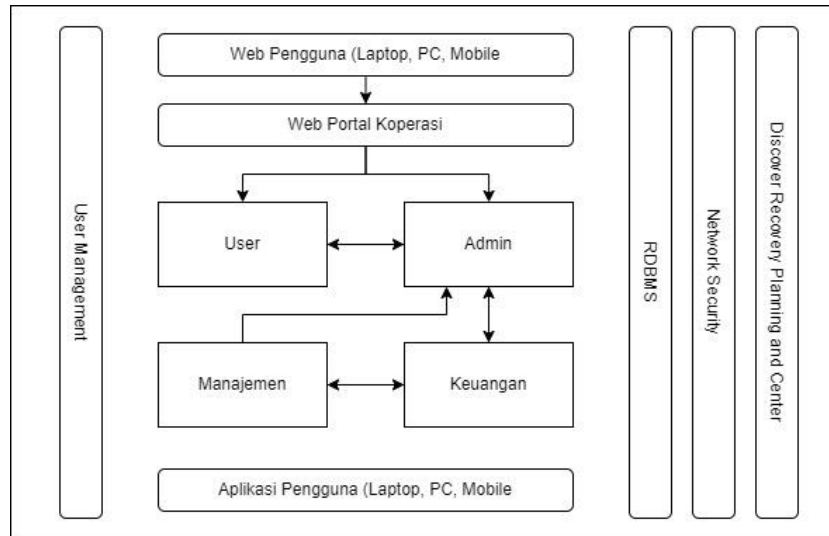 Web Pengguna (Laptop, PC, Mobile
Web Portal Koperasi
User
Admin
Manajemen
Keuangan
Aplikasi Pengguna (Laptop, PC, Mobile
User Management
RDBMS
Network Security
Discover Recovery Planning and Center